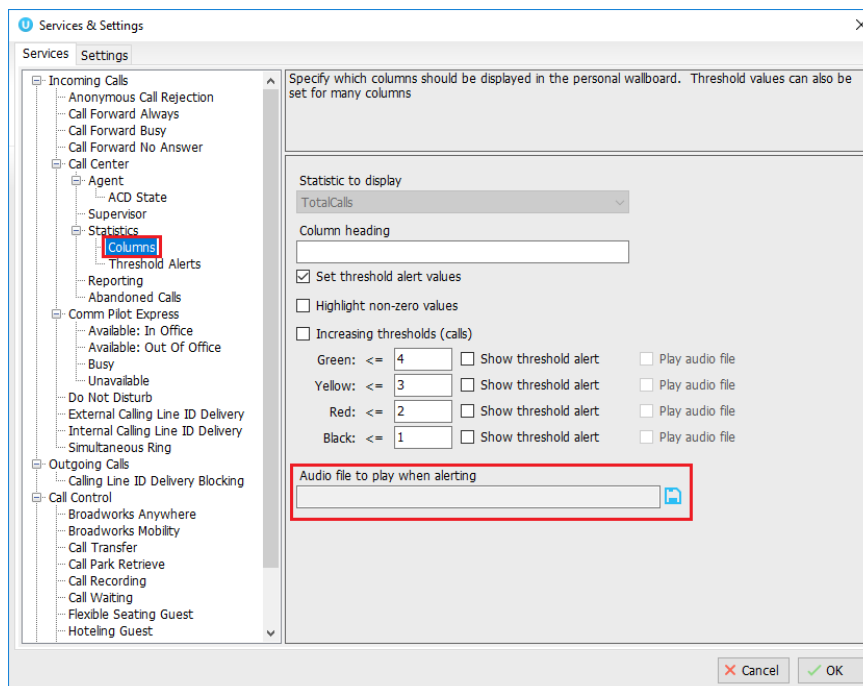 Services & Settings
Services Settings
Incoming Calls
Anonymous Call Rejection
Call Forward Always
Call Forward Busy
Call Forward No Answer
Call Center
Agent
ACD State
Supervisor
Statistics
Columns
Threshold Alerts
Reporting
Abandoned Calls
Comm Pilot Express
Available: In Office
Available: Out Of Office
Busy
Unavailable
Do Not Disturb
External Calling Line ID Delivery
Internal Calling Line ID Delivery
Simultaneous Ring
Outgoing Calls
Calling Line ID Delivery Blocking
Call Control
Broadworks Anywhere
Broadworks Mobility
Call Transfer
Call Park Retrieve
Call Recording
Call Waiting
Flexible Seating Guest
Hoteling Guest
Specify which columns should be displayed in the personal wallboard.  Threshold values can also be
set for many columns
Statistic to display
TotalCalls
Column heading
Set threshold alert values
Highlight non-zero values
Increasing thresholds (calls)
Green: <= 4 Show threshold alert Play audio file
Yellow: <= 3 Show threshold alert Play audio file
Red: <= 2 Show threshold alert Play audio file
Black: <= 1 Show threshold alert Play audio file
Audio file to play when alerting
Cancel OK